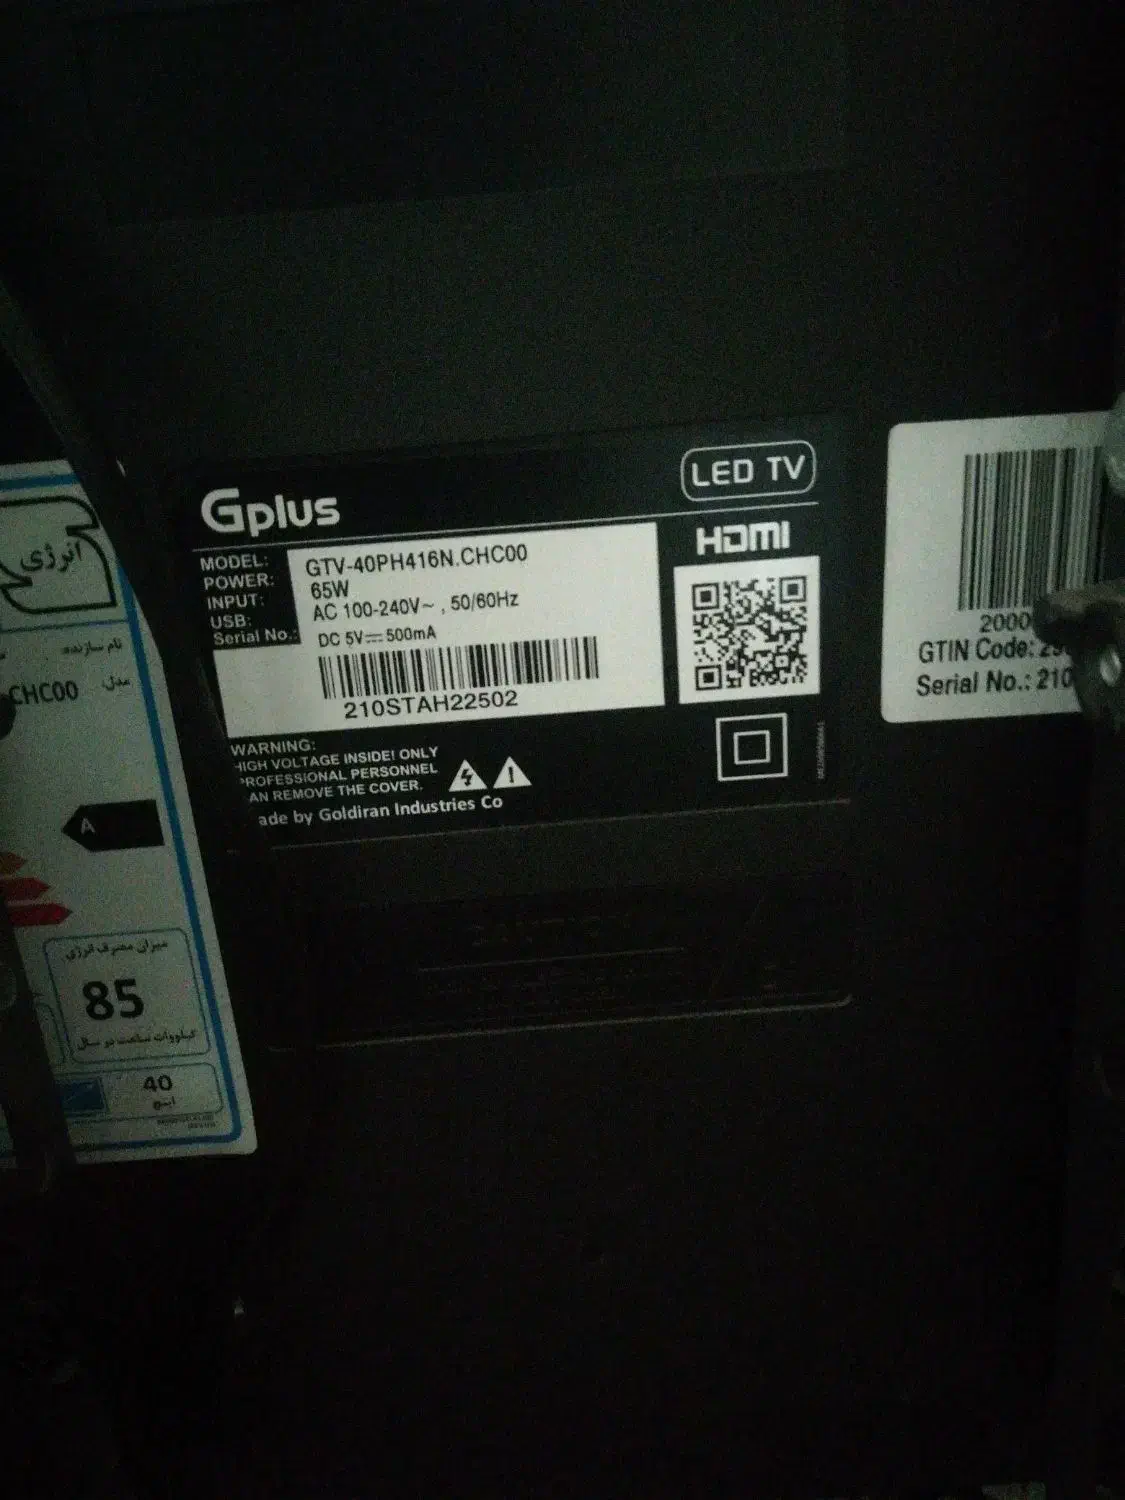 Gplus
LED TV
HDMI
MODEL: GTV-40PH416N.CHC00
POWER: 65W
INPUT: AC 100-240V~ , 50/60Hz
USB: DC 5V⎓500mA
Serial No.:
210STAH22502
WARNING:
HIGH VOLTAGE INSIDE! ONLY
PROFESSIONAL PERSONNEL
AN REMOVE THE COVER.
ade by Goldiran Industries Co
انرژی
نام سازنده:
مدل:
CHC00
A
میزان مصرف انرژی
85
کیلووات ساعت در سال
40
اینچ
2000
GTIN Code:
Serial No.: 210